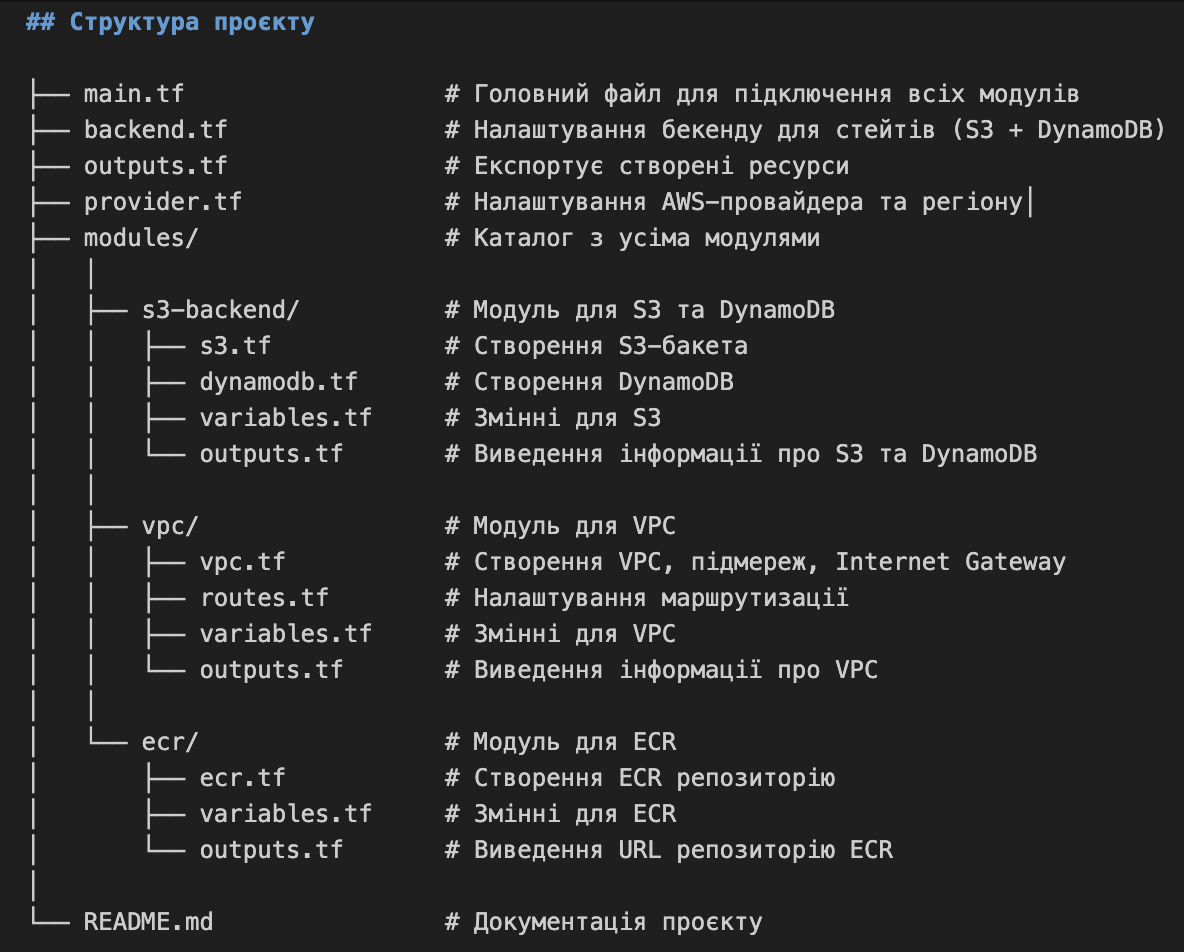 ## Структура проєкту
├── main.tf                  # Головний файл для підключення всіх модулів
├── backend.tf               # Налаштування бекенду для стейтів (S3 + DynamoDB)
├── outputs.tf               # Експортує створені ресурси
├── provider.tf              # Налаштування AWS-провайдера та регіону
├── modules/                 # Каталог з усіма модулями
│   │
│   ├── s3-backend/          # Модуль для S3 та DynamoDB
│   │   ├── s3.tf            # Створення S3-бакета
│   │   ├── dynamodb.tf      # Створення DynamoDB
│   │   ├── variables.tf     # Змінні для S3
│   │   └── outputs.tf       # Виведення інформації про S3 та DynamoDB
│   │
│   ├── vpc/                 # Модуль для VPC
│   │   ├── vpc.tf           # Створення VPC, підмереж, Internet Gateway
│   │   ├── routes.tf        # Налаштування маршрутизації
│   │   ├── variables.tf     # Змінні для VPC
│   │   └── outputs.tf       # Виведення інформації про VPC
│   │
│   └── ecr/                 # Модуль для ECR
│       ├── ecr.tf           # Створення ECR репозиторію
│       ├── variables.tf     # Змінні для ECR
│       └── outputs.tf       # Виведення URL репозиторію ECR
│
└── README.md                # Документація проєкту